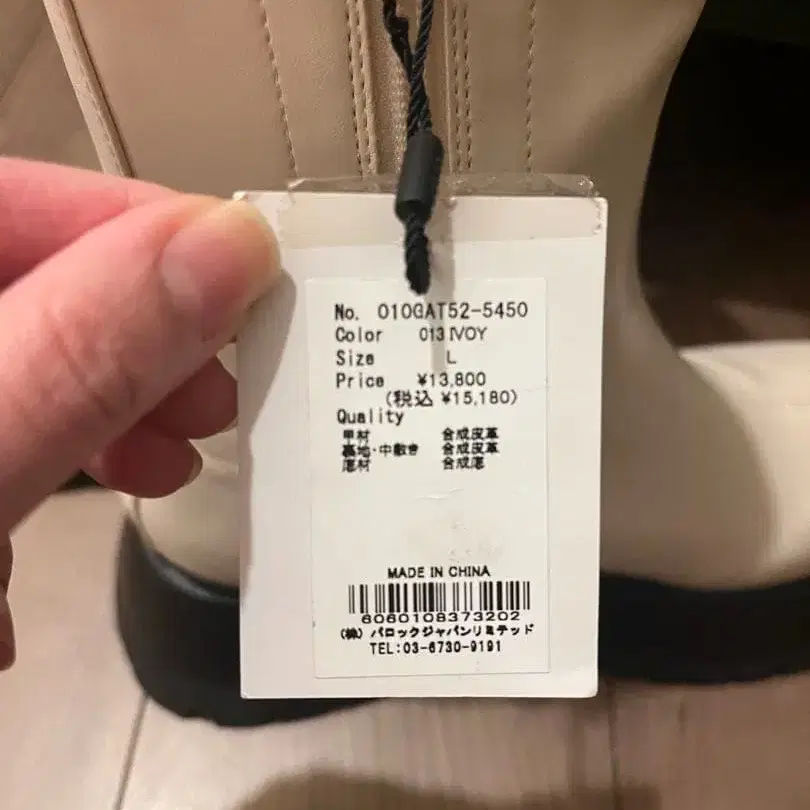 No. 010GAT52-5450
Color 013 IVOY
Size L
Price ¥13,800
(税込 ¥15,180)
Quality
甲材 合成皮革
裏地・中敷き 合成皮革
底材 合成底
MADE IN CHINA
6060108373202
(株) バロックジャパンリミテッド
TEL:03-6730-9191